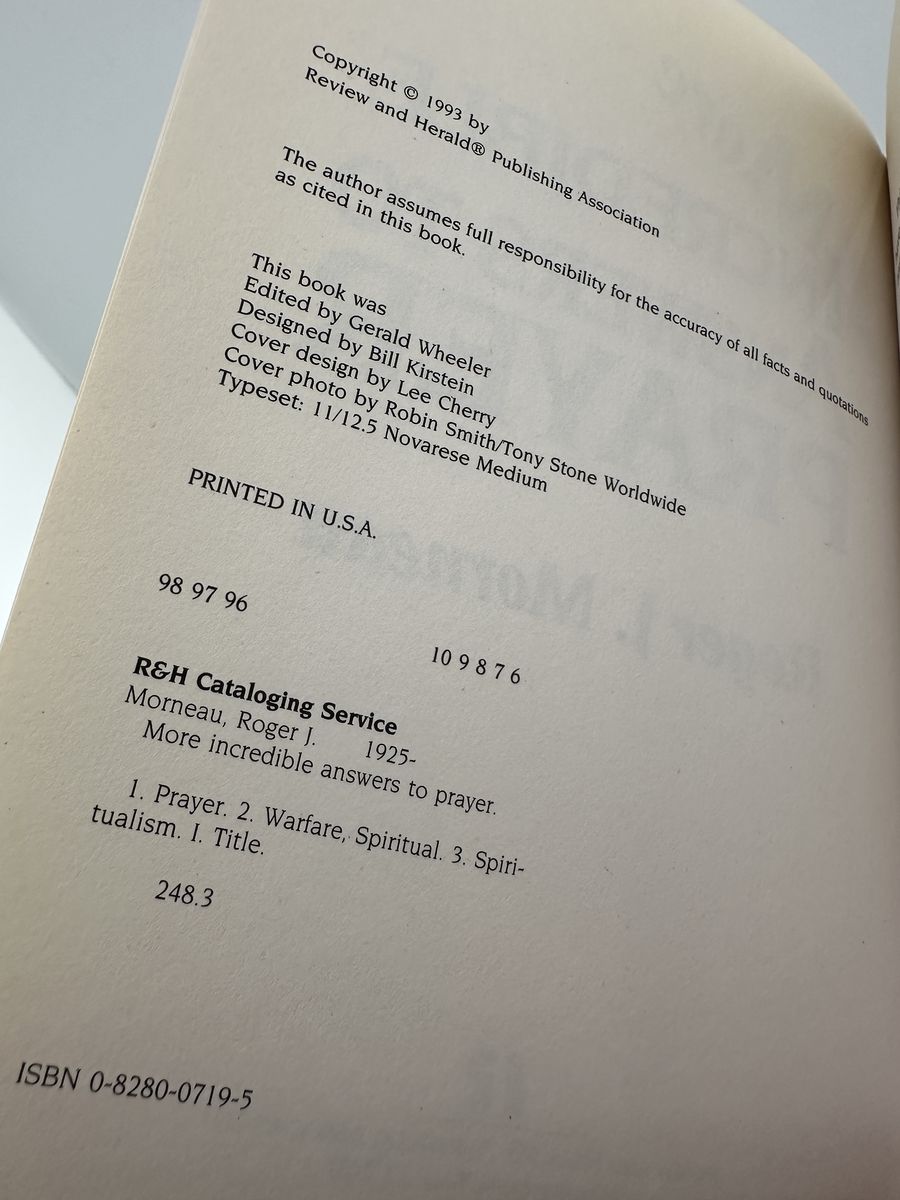 Copyright © 1993 by
Review and Herald® Publishing Association
The author assumes full responsibility for the accuracy of all facts and quotations
as cited in this book.
This book was
Edited by Gerald Wheeler
Designed by Bill Kirstein
Cover design by Lee Cherry
Cover photo by Robin Smith/Tony Stone Worldwide
Typeset: 11/12.5 Novarese Medium
PRINTED IN U.S.A.
98 97 96
10 9 8 7 6
R&H Cataloging Service
Morneau, Roger J. 1925-
More incredible answers to prayer.
1. Prayer. 2. Warfare, Spiritual. 3. Spiri-
tualism. I. Title.
248.3
ISBN 0-8280-0719-5